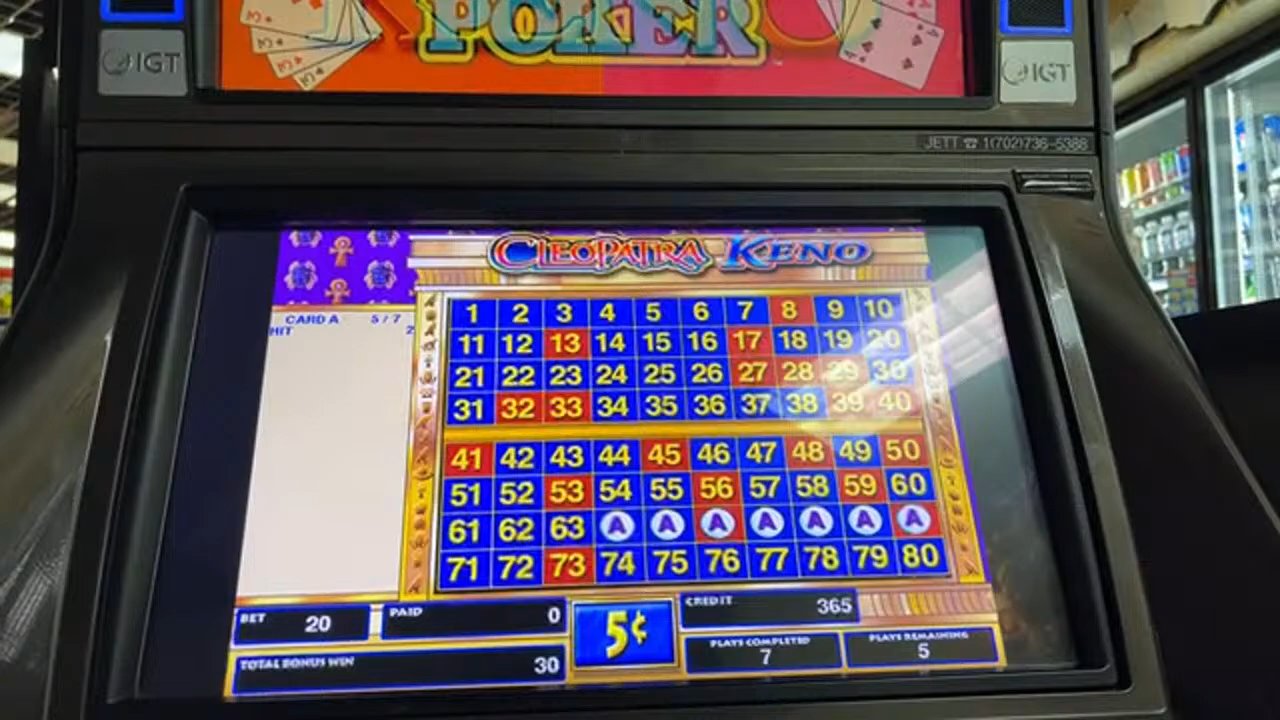 POKER
IGT
IGT
JETT ☎ 1(702)736-5388
CLEOPATRA KENO
CARD A 5 / 7
HIT 2
1 2 3 4 5 6 7 8 9 10
11 12 13 14 15 16 17 18 19 20
21 22 23 24 25 26 27 28 29 30
31 32 33 34 35 36 37 38 39 40
41 42 43 44 45 46 47 48 49 50
51 52 53 54 55 56 57 58 59 60
61 62 63 A A A A A A A
71 72 73 74 75 76 77 78 79 80
BET 20
PAID 0
5¢
CREDIT 365
TOTAL BONUS WIN 30
PLAYS COMPLETED
7
PLAYS REMAINING
5